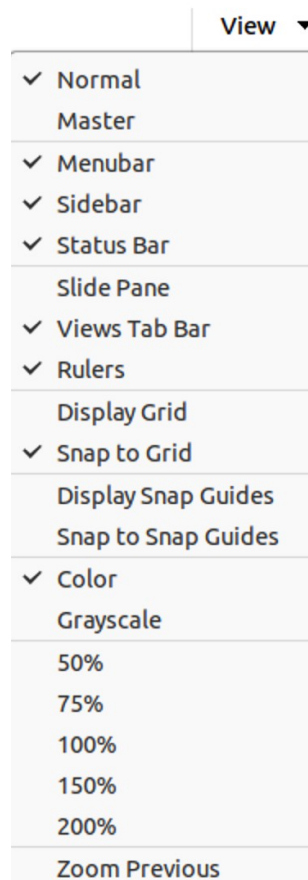 View
Normal
Master
Menubar
Sidebar
Status Bar
Slide Pane
Views Tab Bar
Rulers
Display Grid
Snap to Grid
Display Snap Guides
Snap to Snap Guides
Color
Grayscale
50%
75%
100%
150%
200%
Zoom Previous